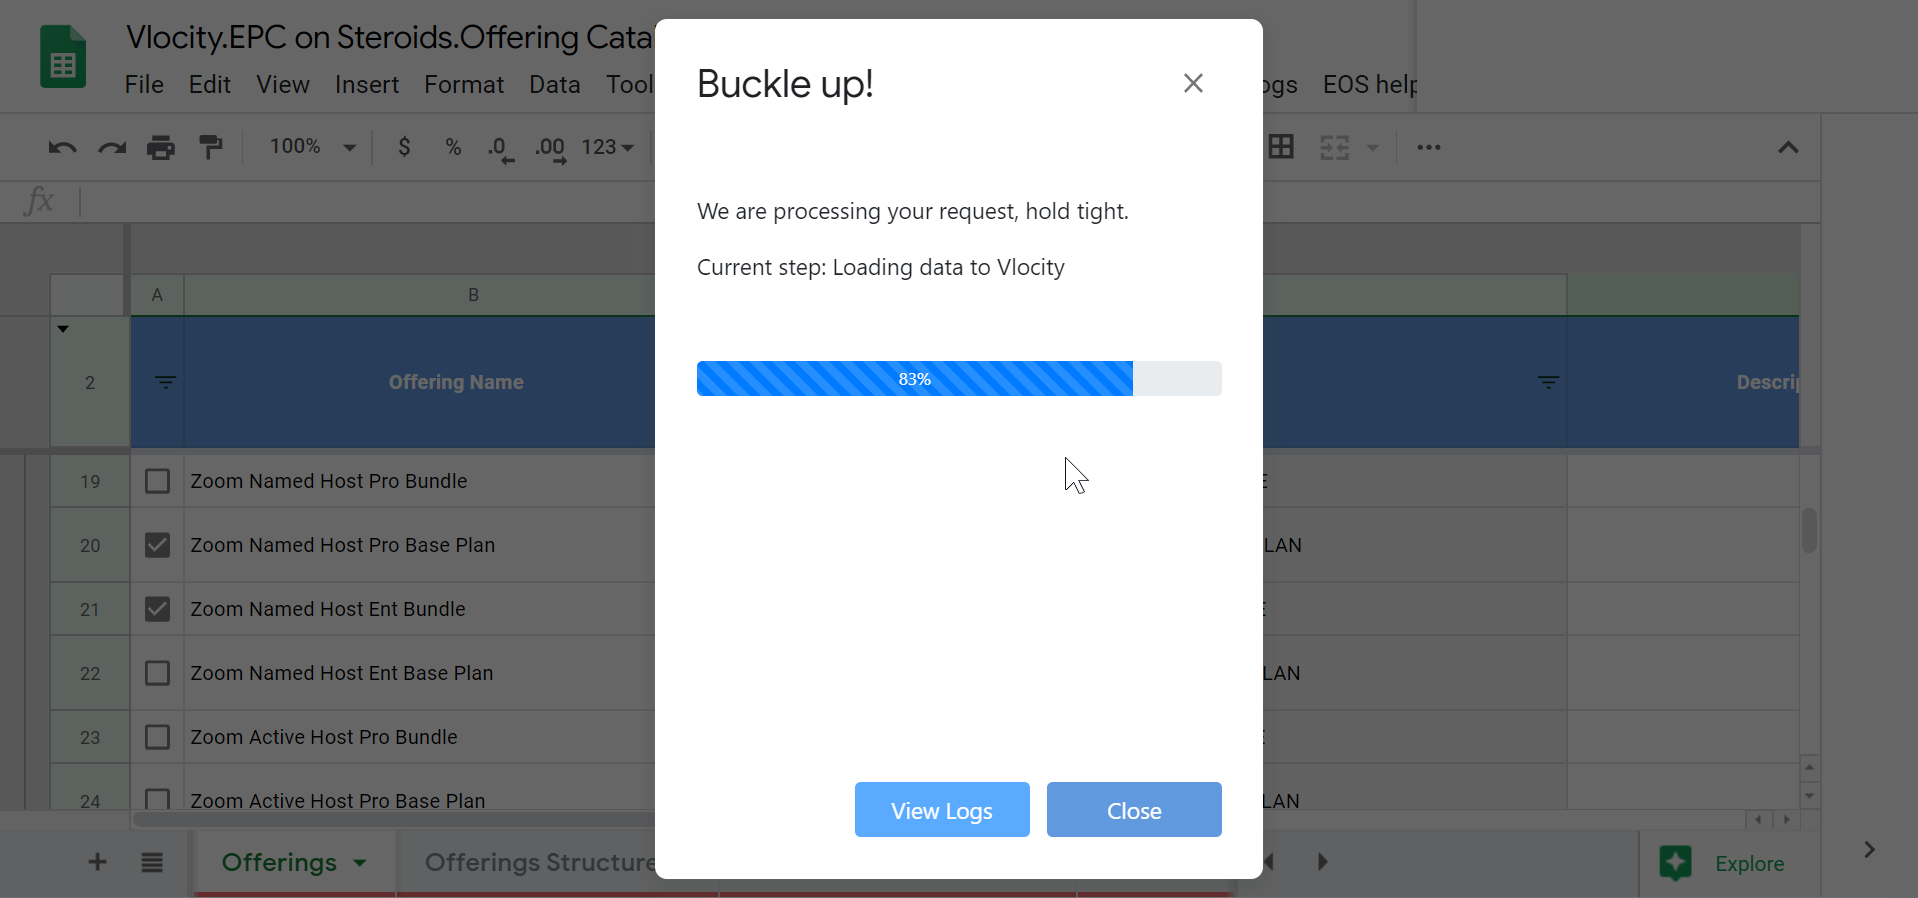 Vlocity.EPC on Steroids.Offering Cata
File Edit View Insert Format Data Tool
ogs EOS help
Buckle up!
100% $ % .0 .00 123
fx
We are processing your request, hold tight.
Current step: Loading data to Vlocity
83%
A B
2 Offering Name Descrip
19 Zoom Named Host Pro Bundle E
20 Zoom Named Host Pro Base Plan LAN
21 Zoom Named Host Ent Bundle E
22 Zoom Named Host Ent Base Plan LAN
23 Zoom Active Host Pro Bundle E
24 Zoom Active Host Pro Base Plan LAN
View Logs Close
Offerings Offerings Structure Explore